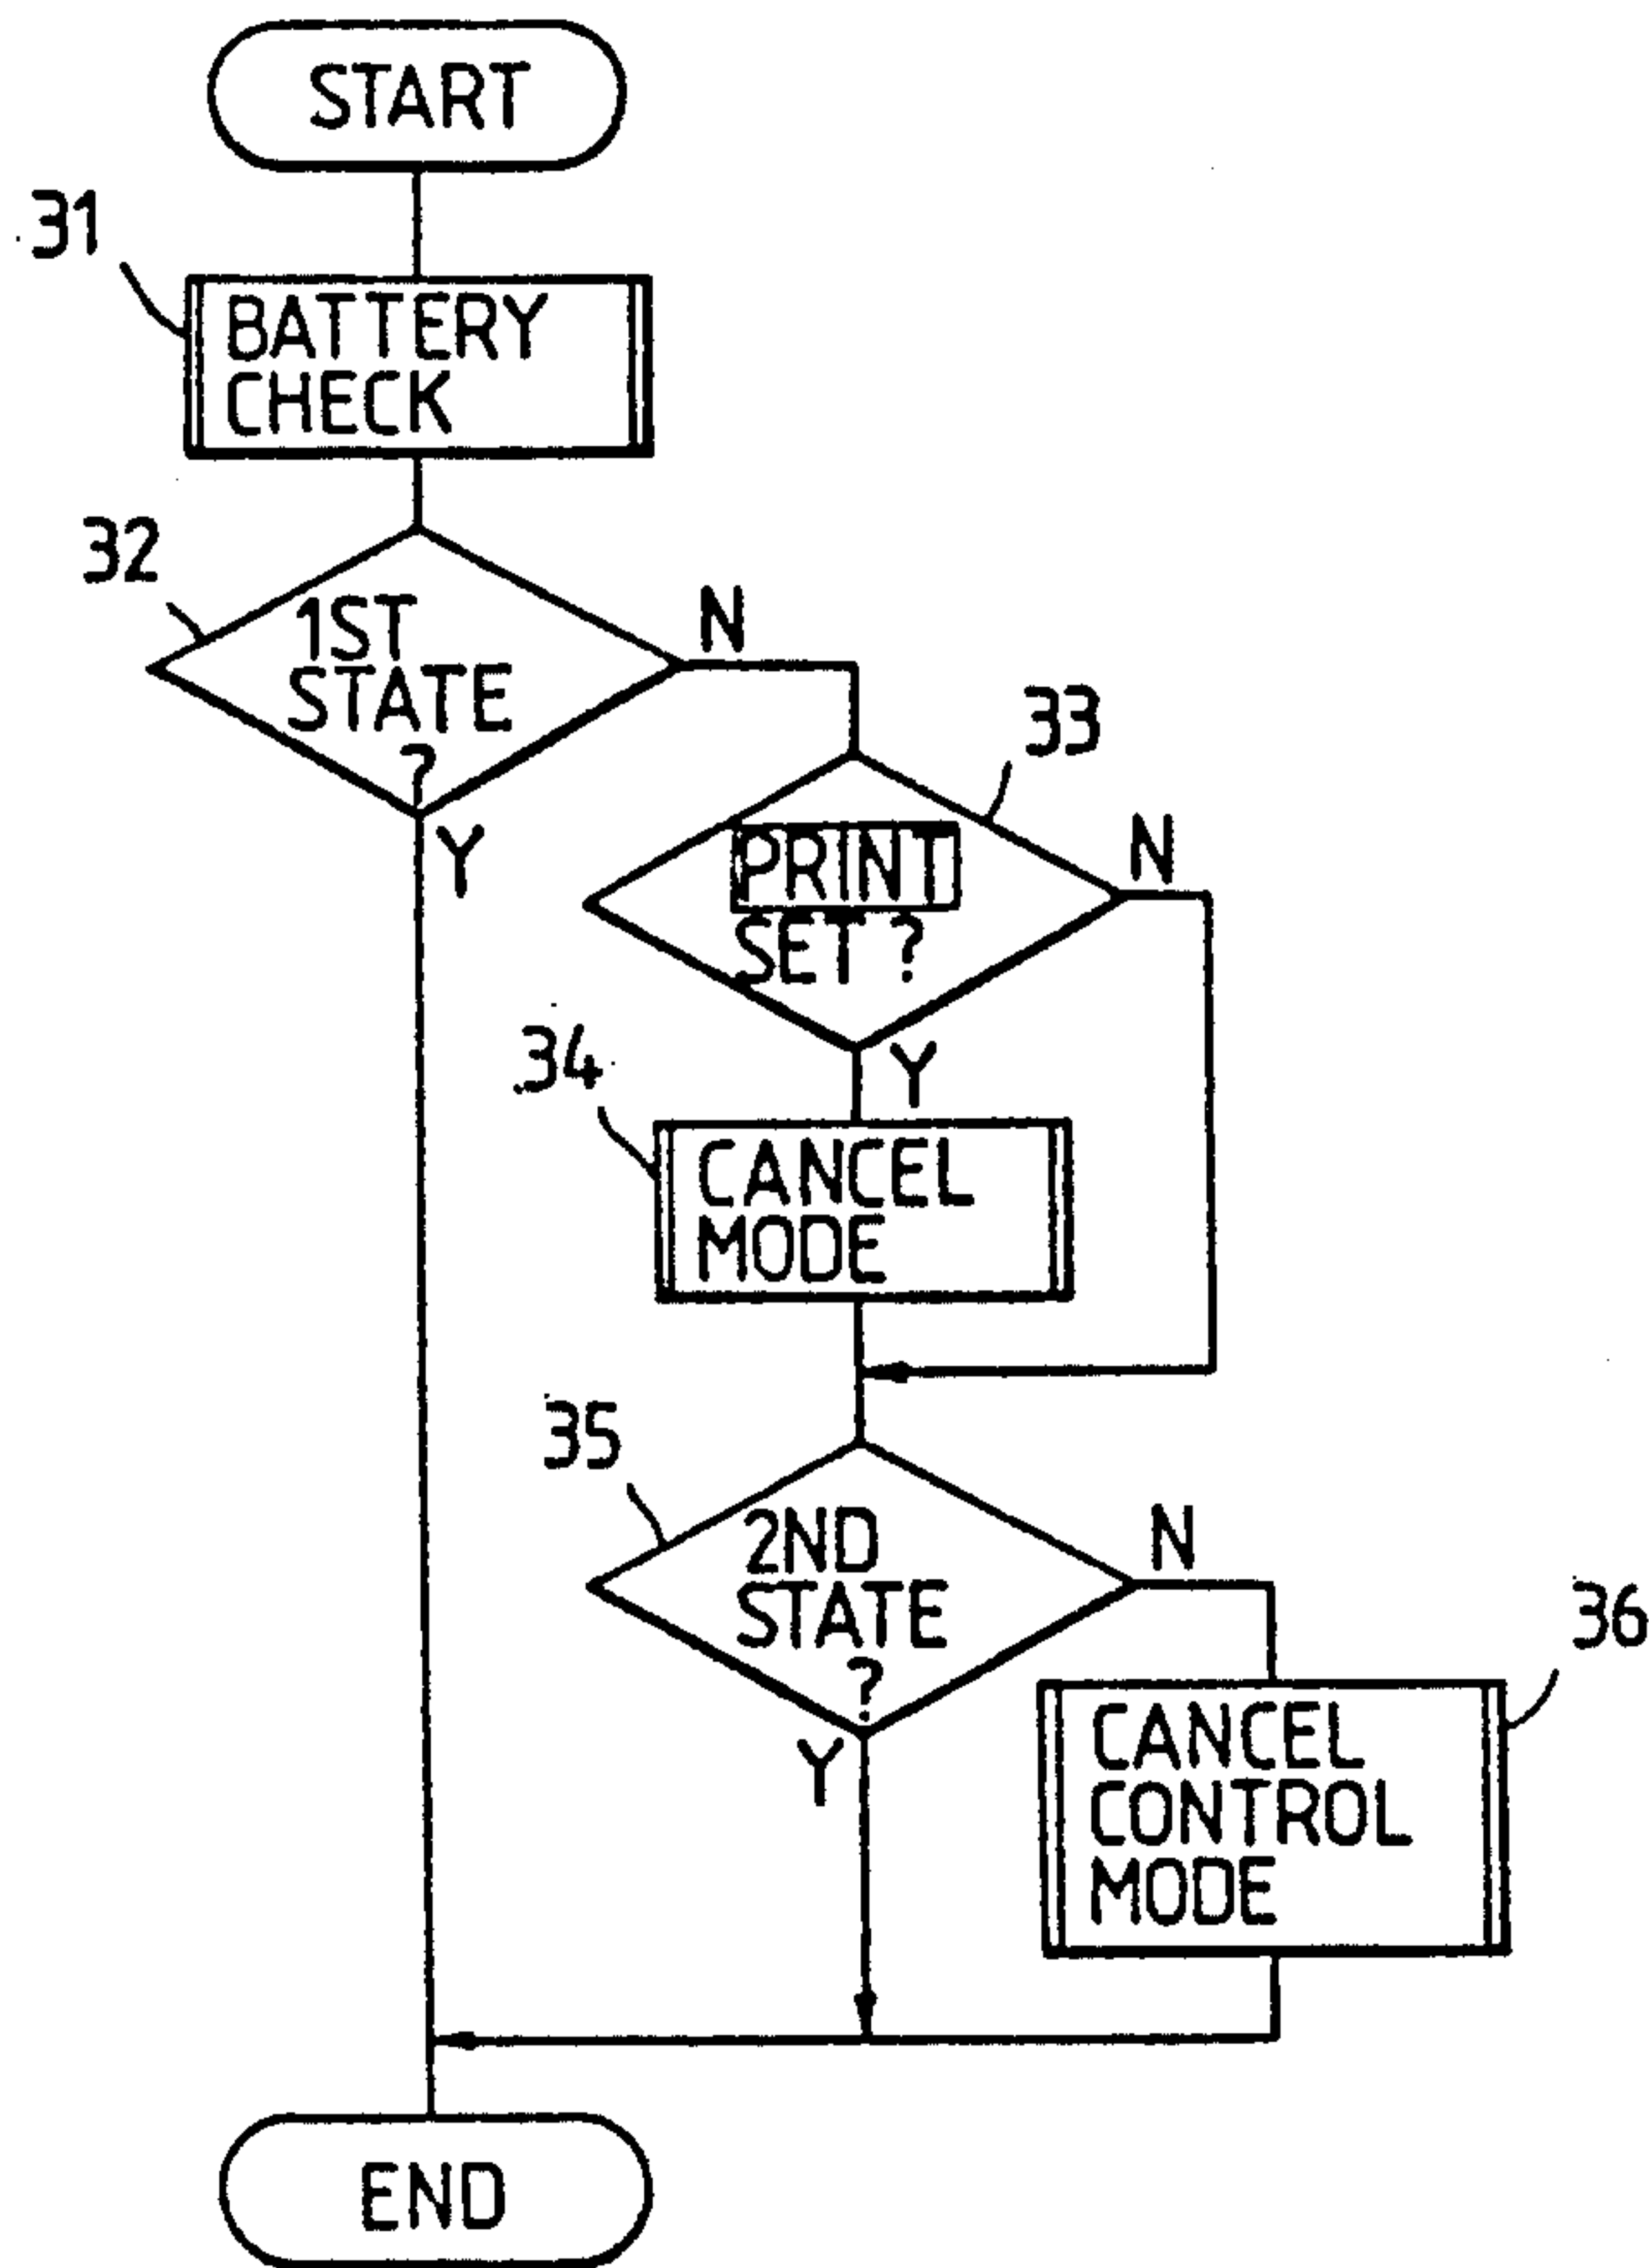 START
31
BATTERY
CHECK
32
1ST
STATE
?
N
Y
33
PRINT
SET ?
N
Y
34
CANCEL
MODE
35
2ND
STATE
?
N
Y
36
CANCEL
CONTROL
MODE
END